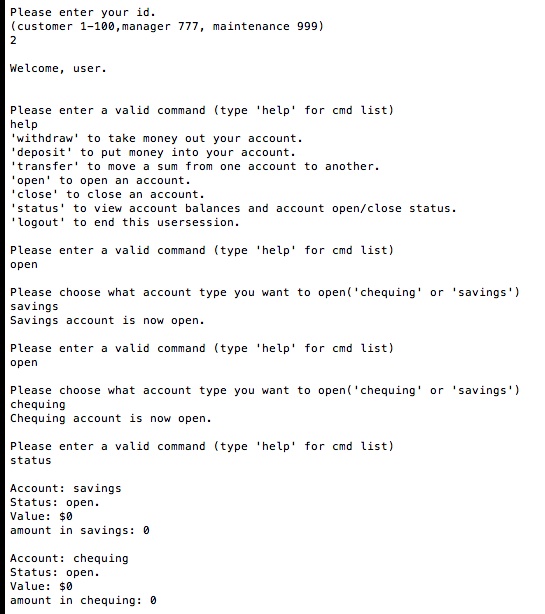 Please enter your id.
(customer 1-100,manager 777, maintenance 999)
2
Welcome, user.
Please enter a valid command (type 'help' for cmd list)
help
'withdraw' to take money out your account.
'deposit' to put money into your account.
'transfer' to move a sum from one account to another.
'open' to open an account.
'close' to close an account.
'status' to view account balances and account open/close status.
'logout' to end this usersession.
Please enter a valid command (type 'help' for cmd list)
open
Please choose what account type you want to open('chequing' or 'savings')
savings
Savings account is now open.
Please enter a valid command (type 'help' for cmd list)
open
Please choose what account type you want to open('chequing' or 'savings')
chequing
Chequing account is now open.
Please enter a valid command (type 'help' for cmd list)
status
Account: savings
Status: open.
Value: $0
amount in savings: 0
Account: chequing
Status: open.
Value: $0
amount in chequing: 0